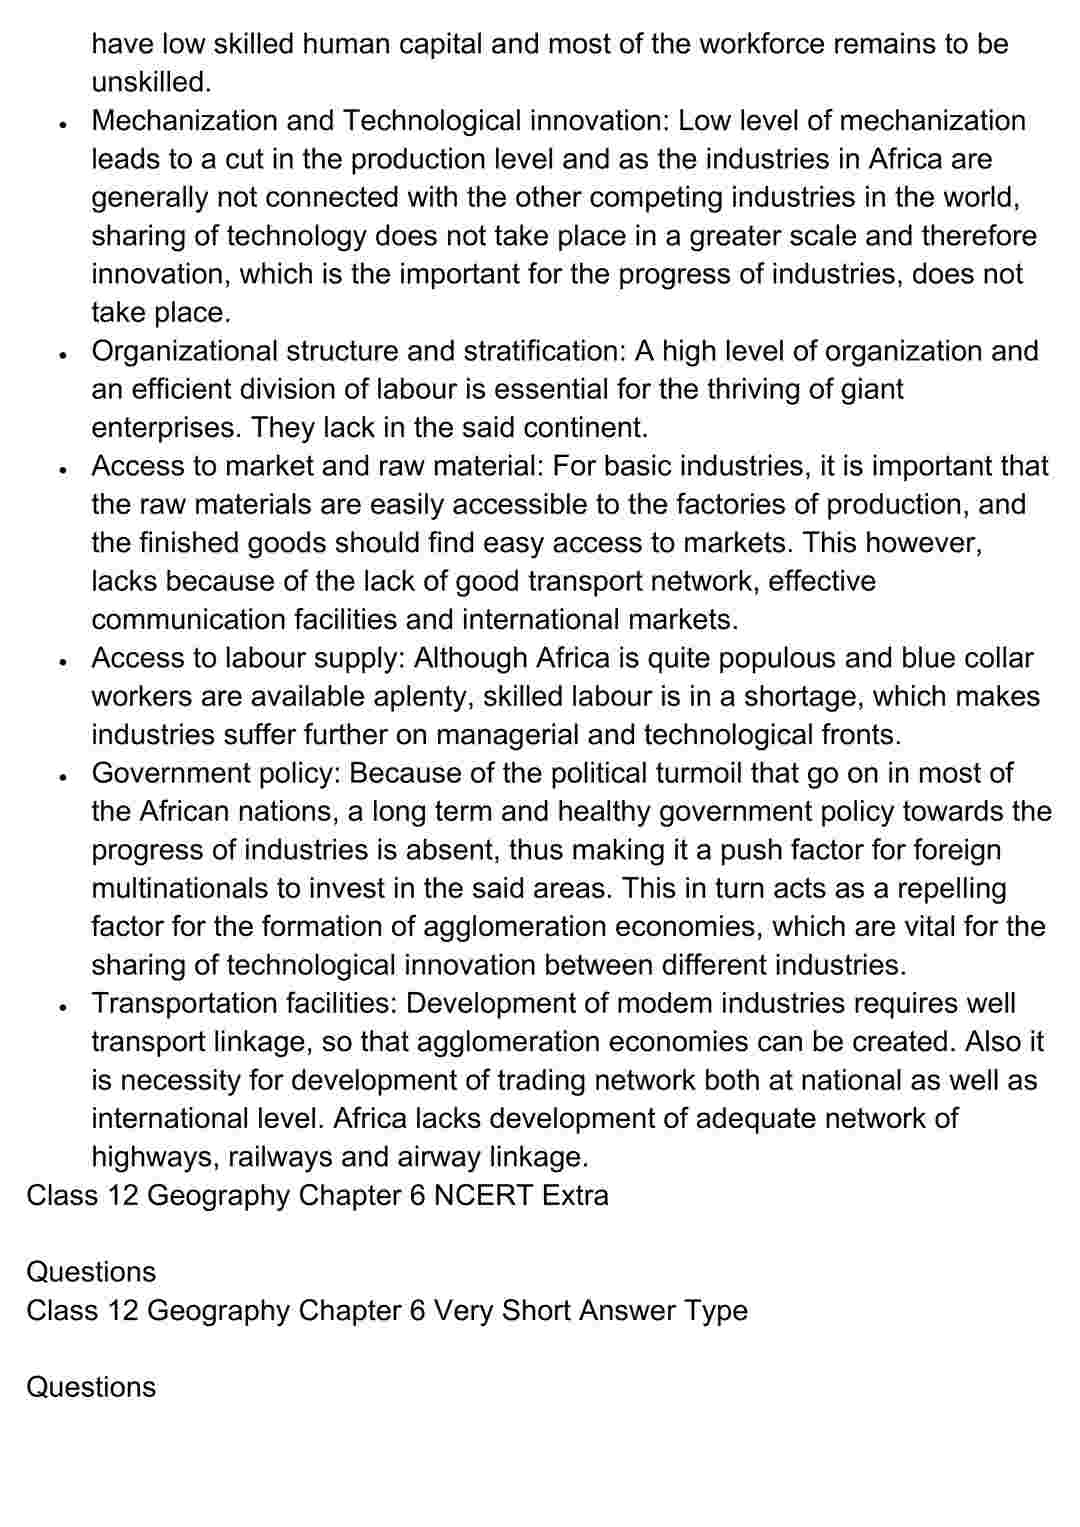 have low skilled human capital and most of the workforce remains to be
unskilled.
• Mechanization and Technological innovation: Low level of mechanization
leads to a cut in the production level and as the industries in Africa are
generally not connected with the other competing industries in the world,
sharing of technology does not take place in a greater scale and therefore
innovation, which is the important for the progress of industries, does not
take place.
• Organizational structure and stratification: A high level of organization and
an efficient division of labour is essential for the thriving of giant
enterprises. They lack in the said continent.
• Access to market and raw material: For basic industries, it is important that
the raw materials are easily accessible to the factories of production, and
the finished goods should find easy access to markets. This however,
lacks because of the lack of good transport network, effective
communication facilities and international markets.
• Access to labour supply: Although Africa is quite populous and blue collar
workers are available aplenty, skilled labour is in a shortage, which makes
industries suffer further on managerial and technological fronts.
• Government policy: Because of the political turmoil that go on in most of
the African nations, a long term and healthy government policy towards the
progress of industries is absent, thus making it a push factor for foreign
multinationals to invest in the said areas. This in turn acts as a repelling
factor for the formation of agglomeration economies, which are vital for the
sharing of technological innovation between different industries.
• Transportation facilities: Development of modem industries requires well
transport linkage, so that agglomeration economies can be created. Also it
is necessity for development of trading network both at national as well as
international level. Africa lacks development of adequate network of
highways, railways and airway linkage.
Class 12 Geography Chapter 6 NCERT Extra
Questions
Class 12 Geography Chapter 6 Very Short Answer Type
Questions